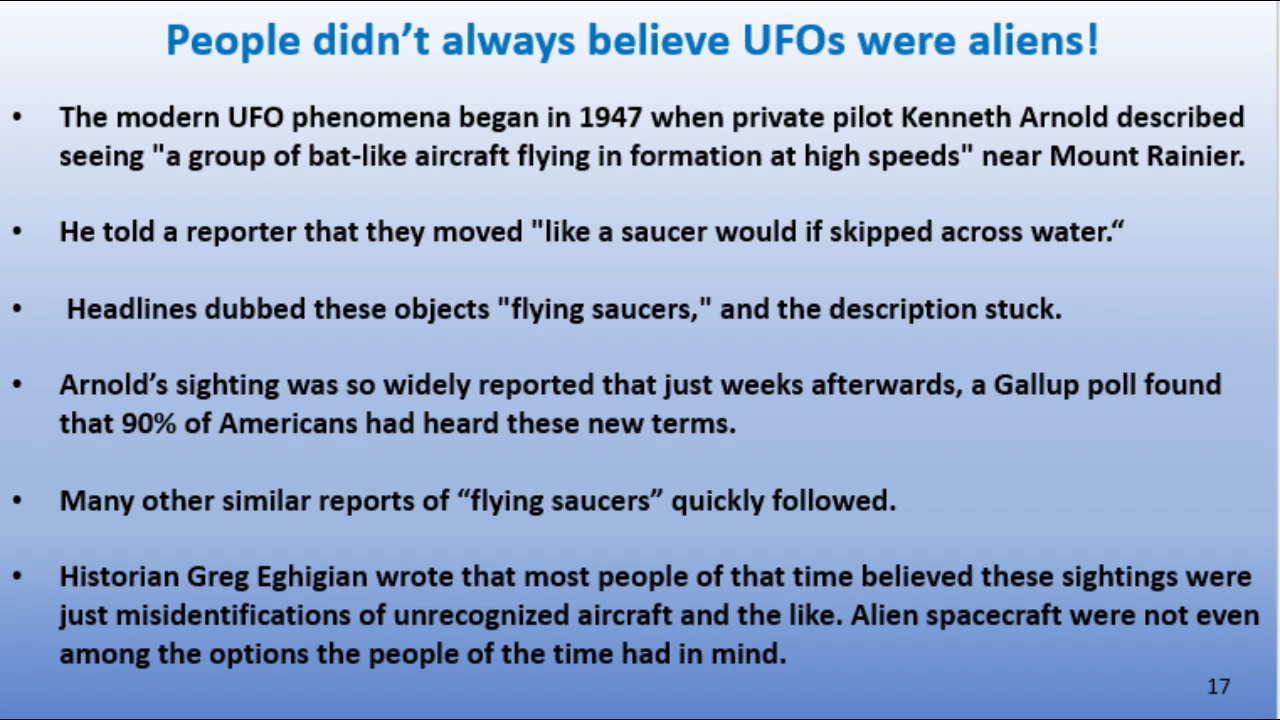 People didn’t always believe UFOs were aliens!
• The modern UFO phenomena began in 1947 when private pilot Kenneth Arnold described
seeing "a group of bat-like aircraft flying in formation at high speeds" near Mount Rainier.
• He told a reporter that they moved "like a saucer would if skipped across water.“
• Headlines dubbed these objects "flying saucers," and the description stuck.
• Arnold’s sighting was so widely reported that just weeks afterwards, a Gallup poll found
that 90% of Americans had heard these new terms.
• Many other similar reports of “flying saucers” quickly followed.
• Historian Greg Eghigian wrote that most people of that time believed these sightings were
just misidentifications of unrecognized aircraft and the like. Alien spacecraft were not even
among the options the people of the time had in mind.
17